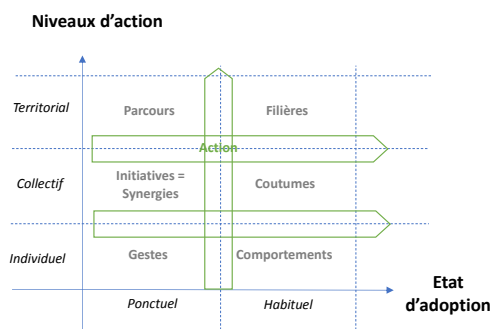 Niveaux d'action
Territorial
Parcours
Filières
Action
Collectif
Initiatives =
Synergies
Coutumes
Individuel
Gestes
Comportements
Ponctuel
Habituel
Etat
d'adoption